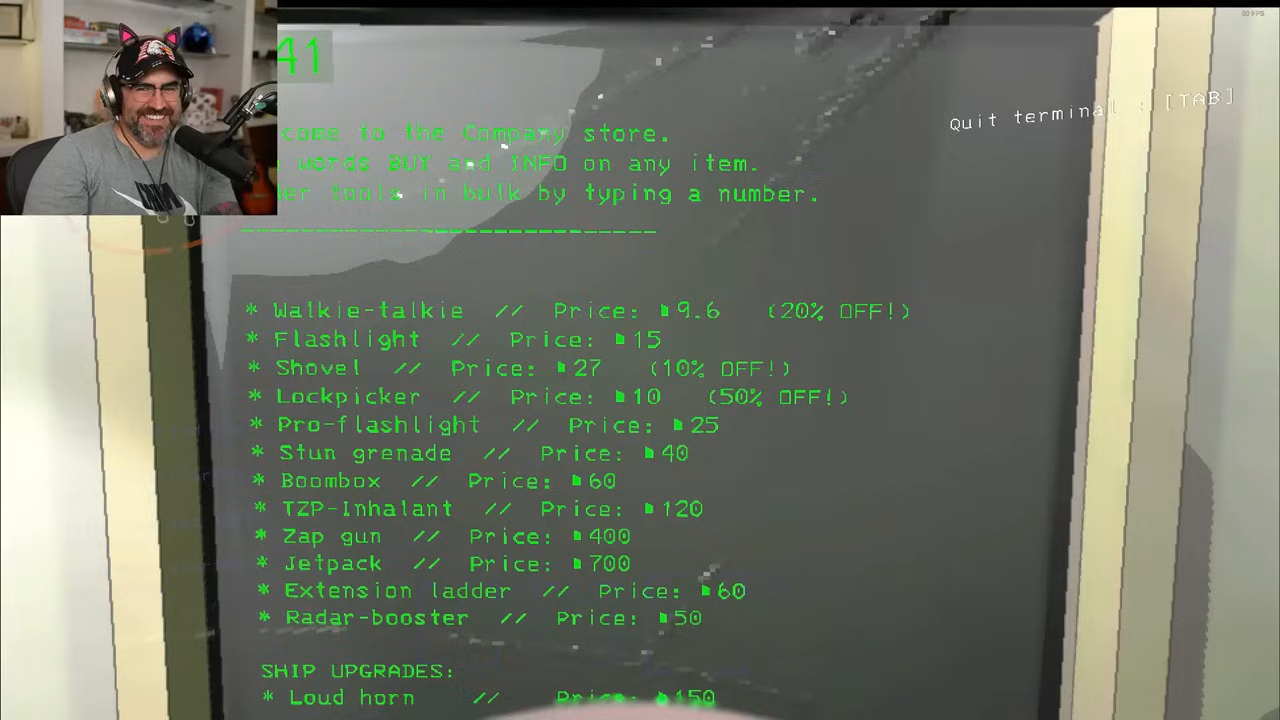 41
Quit terminal : [TAB]
come to the Company store.
words BUY and INFO on any item.
tools in bulk by typing a number.
* Walkie-talkie // Price: 9.6 (20% OFF!)
* Flashlight // Price: 15
* Shovel // Price: 27 (10% OFF!)
* Lockpicker // Price: 10 (50% OFF!)
* Pro-flashlight // Price: 25
* Stun grenade // Price: 40
* Boombox // Price: 60
* TZP-Inhalant // Price: 120
* Zap gun // Price: 400
* Jetpack // Price: 700
* Extension ladder // Price: 60
* Radar-booster // Price: 50
SHIP UPGRADES:
* Loud horn // Price: 150